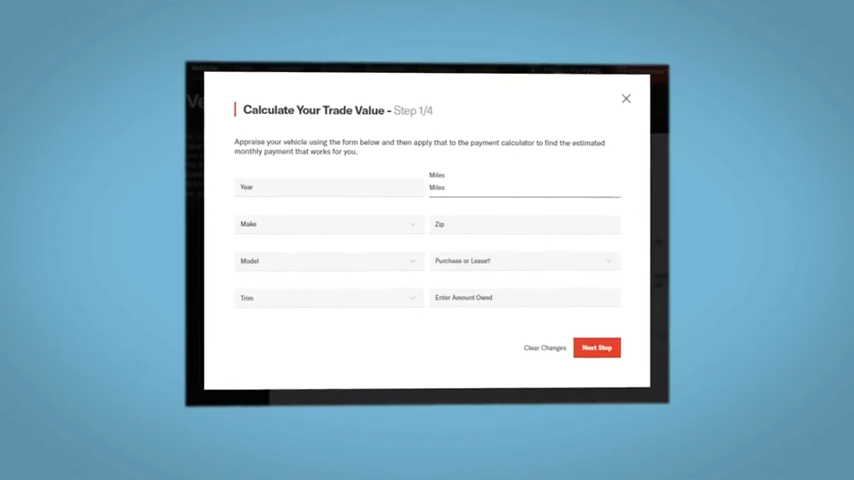 Calculate Your Trade Value - Step 1/4
Appraise your vehicle using the form below and then apply that to the payment calculator to find the estimated
monthly payment that works for you.
Miles
Year
Miles
Make
Zip
Model
Purchase or Lease?
Trim
Enter Amount Owed
Clear Changes
Next Step